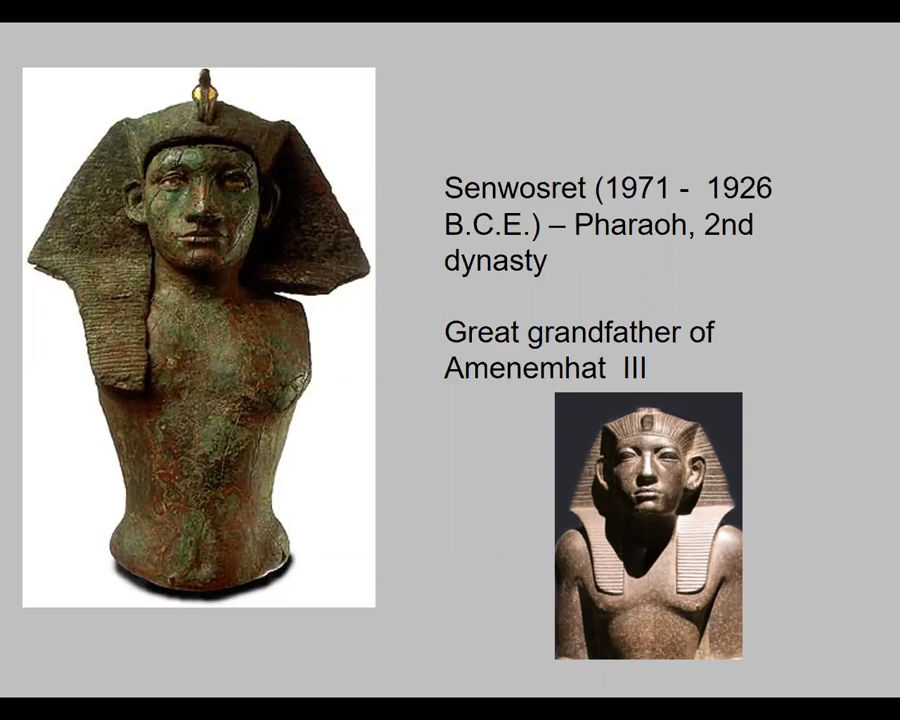 Senwosret (1971 -  1926
B.C.E.) – Pharaoh, 2nd
dynasty
Great grandfather of
Amenemhat  III